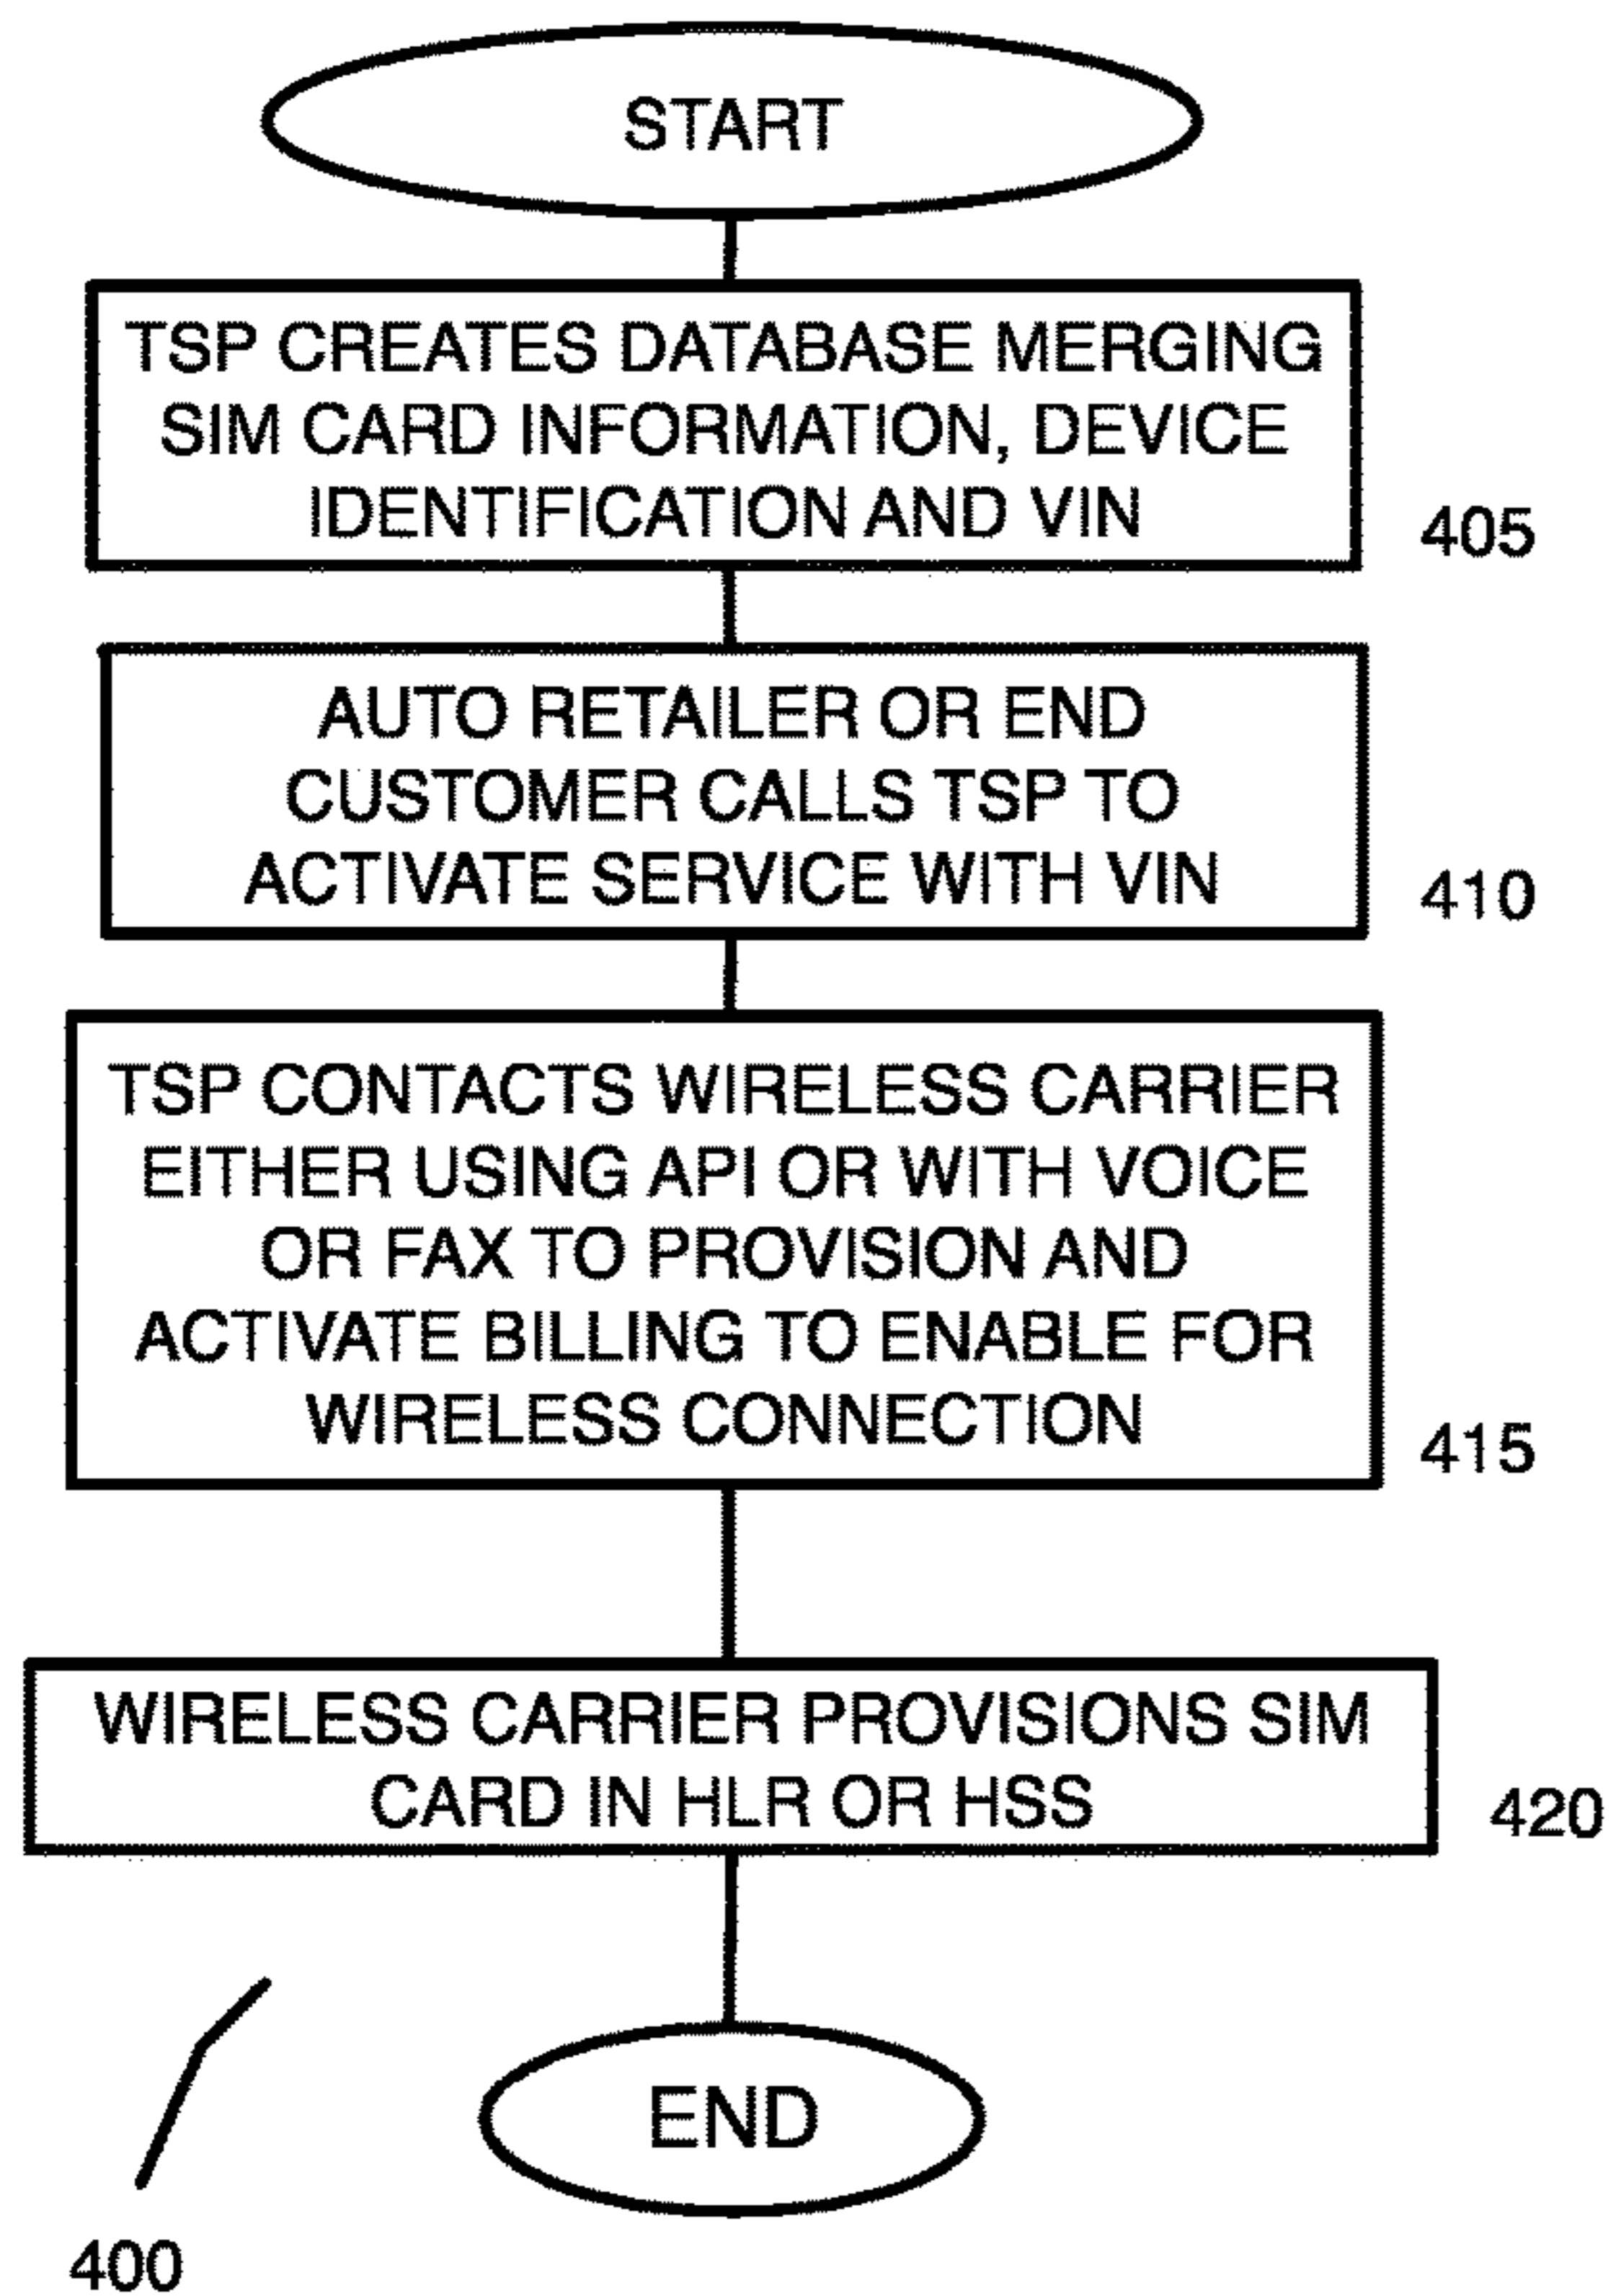 START
TSP CREATES DATABASE MERGING
SIM CARD INFORMATION, DEVICE
IDENTIFICATION AND VIN
405
AUTO RETAILER OR END
CUSTOMER CALLS TSP TO
ACTIVATE SERVICE WITH VIN
410
TSP CONTACTS WIRELESS CARRIER
EITHER USING API OR WITH VOICE
OR FAX TO PROVISION AND
ACTIVATE BILLING TO ENABLE FOR
WIRELESS CONNECTION
415
WIRELESS CARRIER PROVISIONS SIM
CARD IN HLR OR HSS
420
END
400